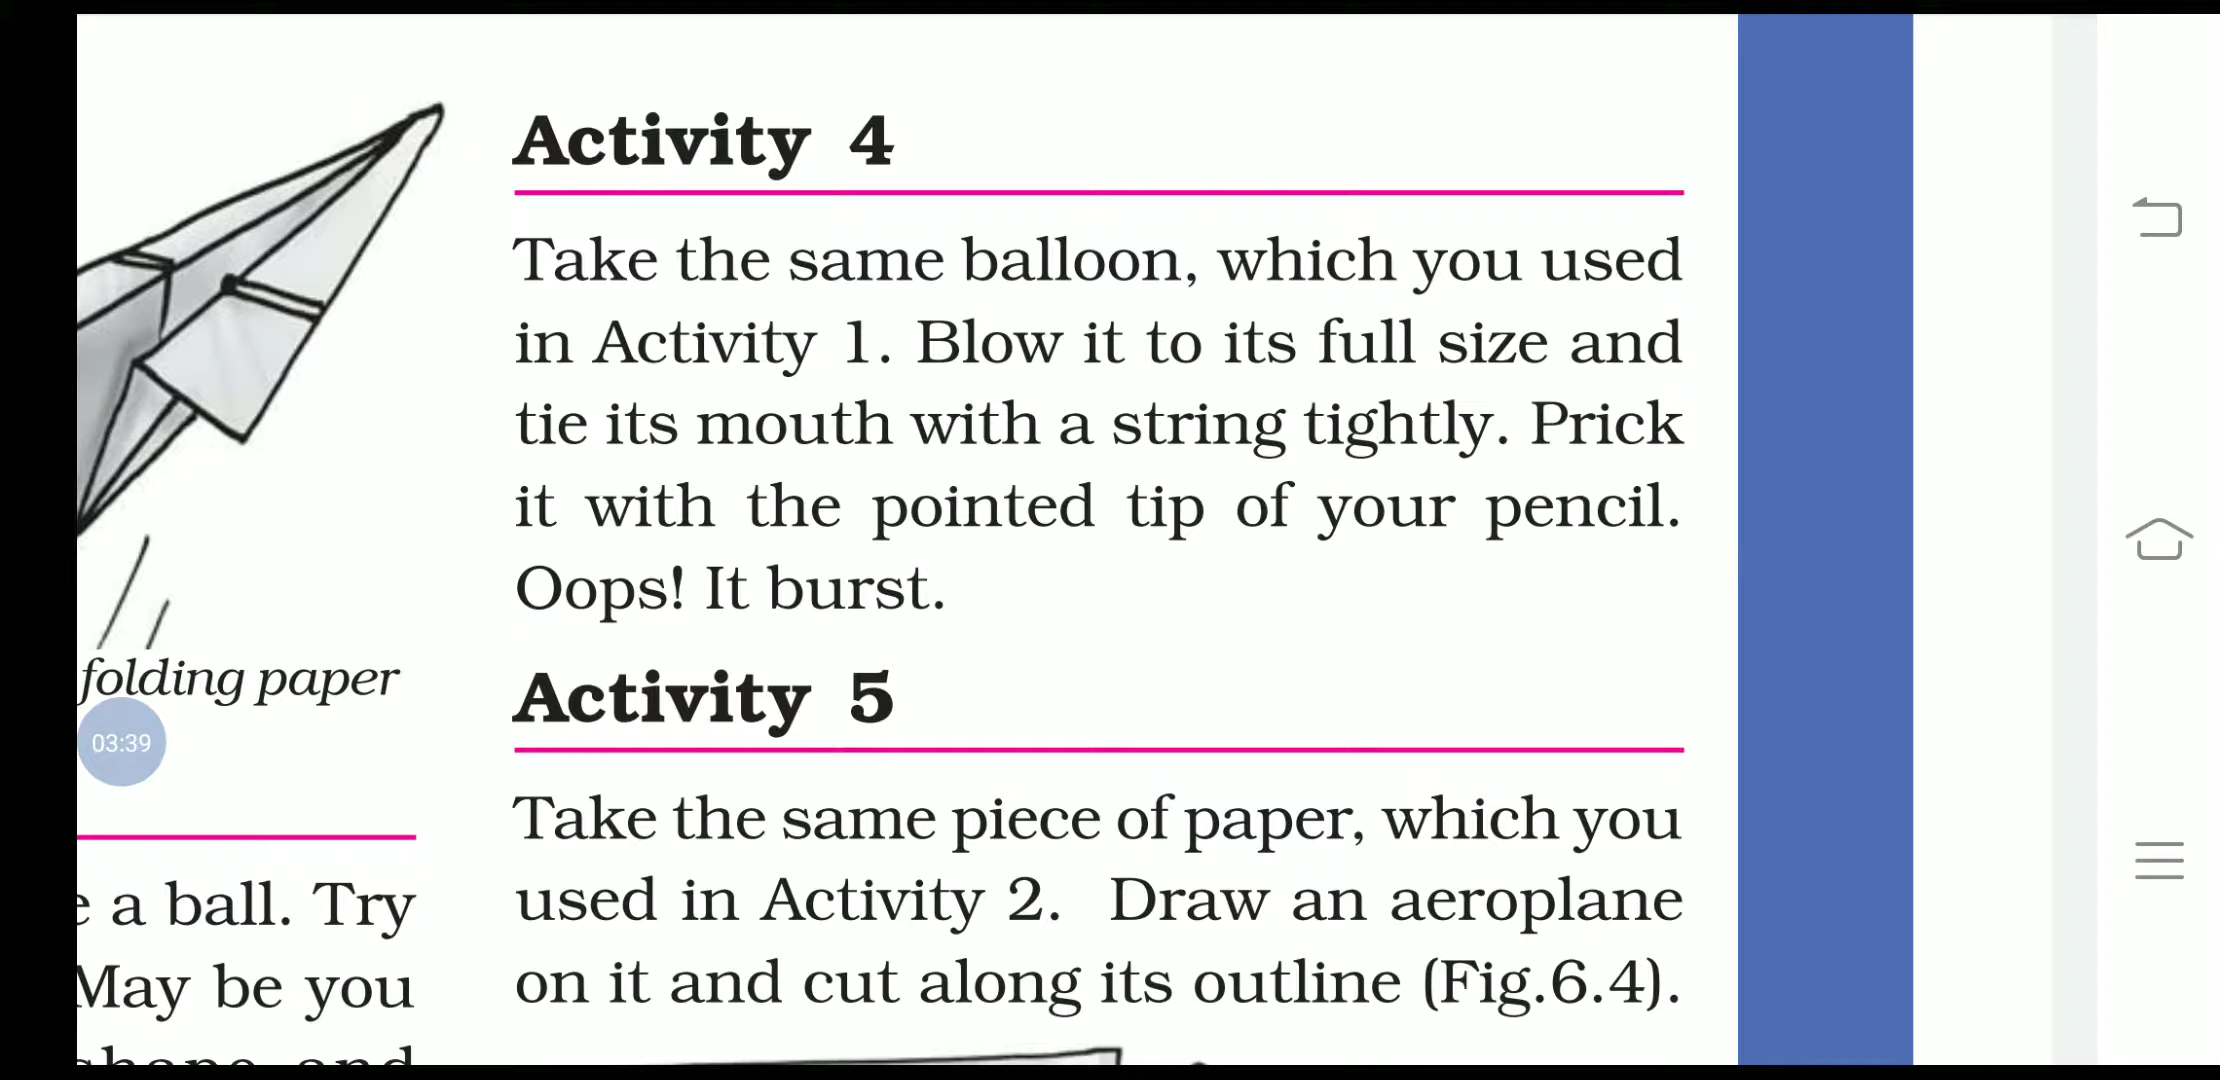 folding paper
03:39
a ball. Try
May be you
and
Activity 4
Take the same balloon, which you used
in Activity 1. Blow it to its full size and
tie its mouth with a string tightly. Prick
it with the pointed tip of your pencil.
Oops! It burst.
Activity 5
Take the same piece of paper, which you
used in Activity 2. Draw an aeroplane
on it and cut along its outline (Fig.6.4).